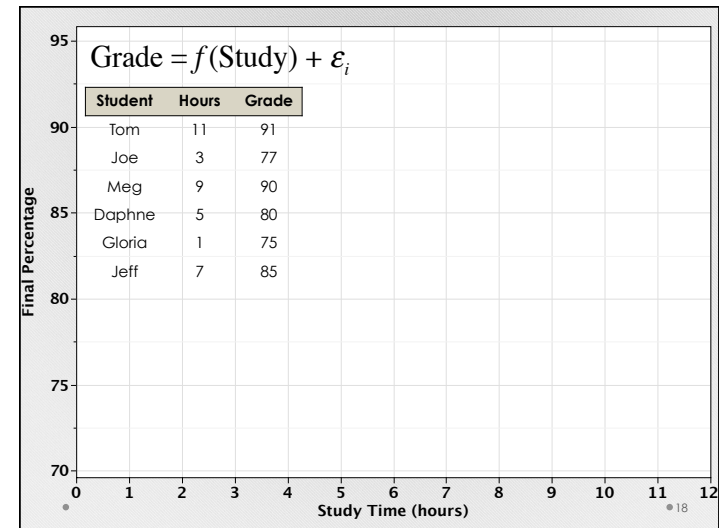 Grade = f(Study) + εᵢ
Student Hours Grade
Tom 11 91
Joe 3 77
Meg 9 90
Daphne 5 80
Gloria 1 75
Jeff 7 85
Final Percentage
95
90
85
80
75
70
0 1 2 3 4 5 6 7 8 9 10 11 12
Study Time (hours)
18